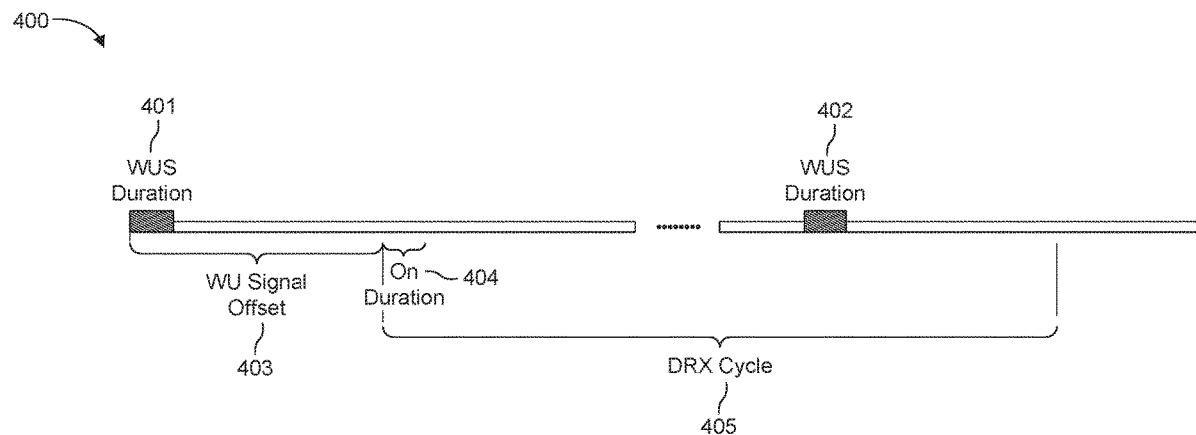 400
401
WUS
Duration
402
WUS
Duration
WU Signal
Offset
403
On
Duration
404
DRX Cycle
405